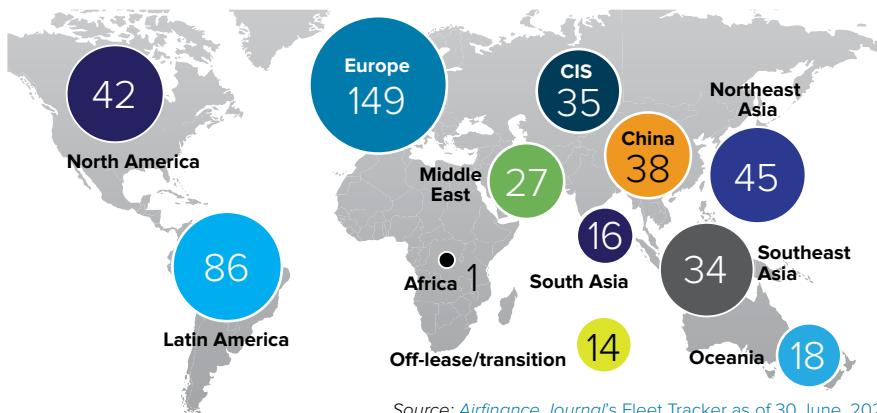 Europe
149
CIS
35
42
North America
Northeast
Asia
45
China
38
Middle
East
27
16
South Asia
86
Latin America
Africa 1
34
Southeast
Asia
Off-lease/transition 14
Oceania 18
Source: Airfinance Journal's Fleet Tracker as of 30 June,